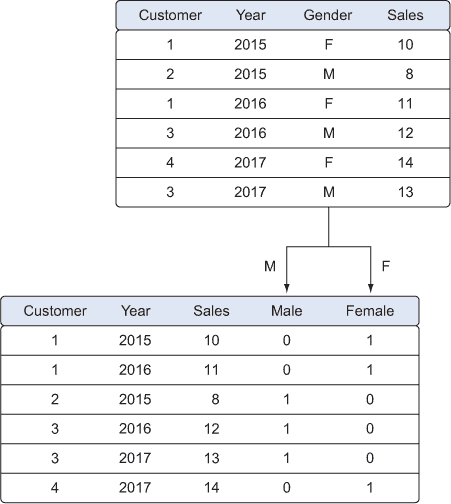 Customer Year Gender Sales
1 2015 F 10
2 2015 M 8
1 2016 F 11
3 2016 M 12
4 2017 F 14
3 2017 M 13
M F
Customer Year Sales Male Female
1 2015 10 0 1
1 2016 11 0 1
2 2015 8 1 0
3 2016 12 1 0
3 2017 13 1 0
4 2017 14 0 1